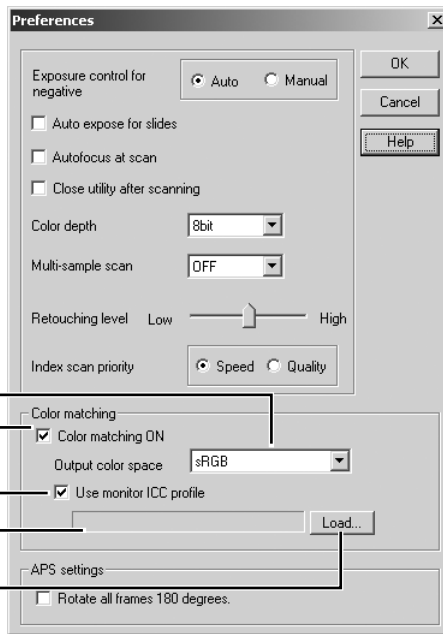 Preferences
Exposure control for
negative
Auto
Manual
OK
Cancel
Help
Auto expose for slides
Autofocus at scan
Close utility after scanning
Color depth
8bit
Multi-sample scan
OFF
Retouching level
Low
High
Index scan priority
Speed
Quality
Color matching
Color matching ON
Output color space
sRGB
Use monitor ICC profile
Load...
APS settings
Rotate all frames 180 degrees.